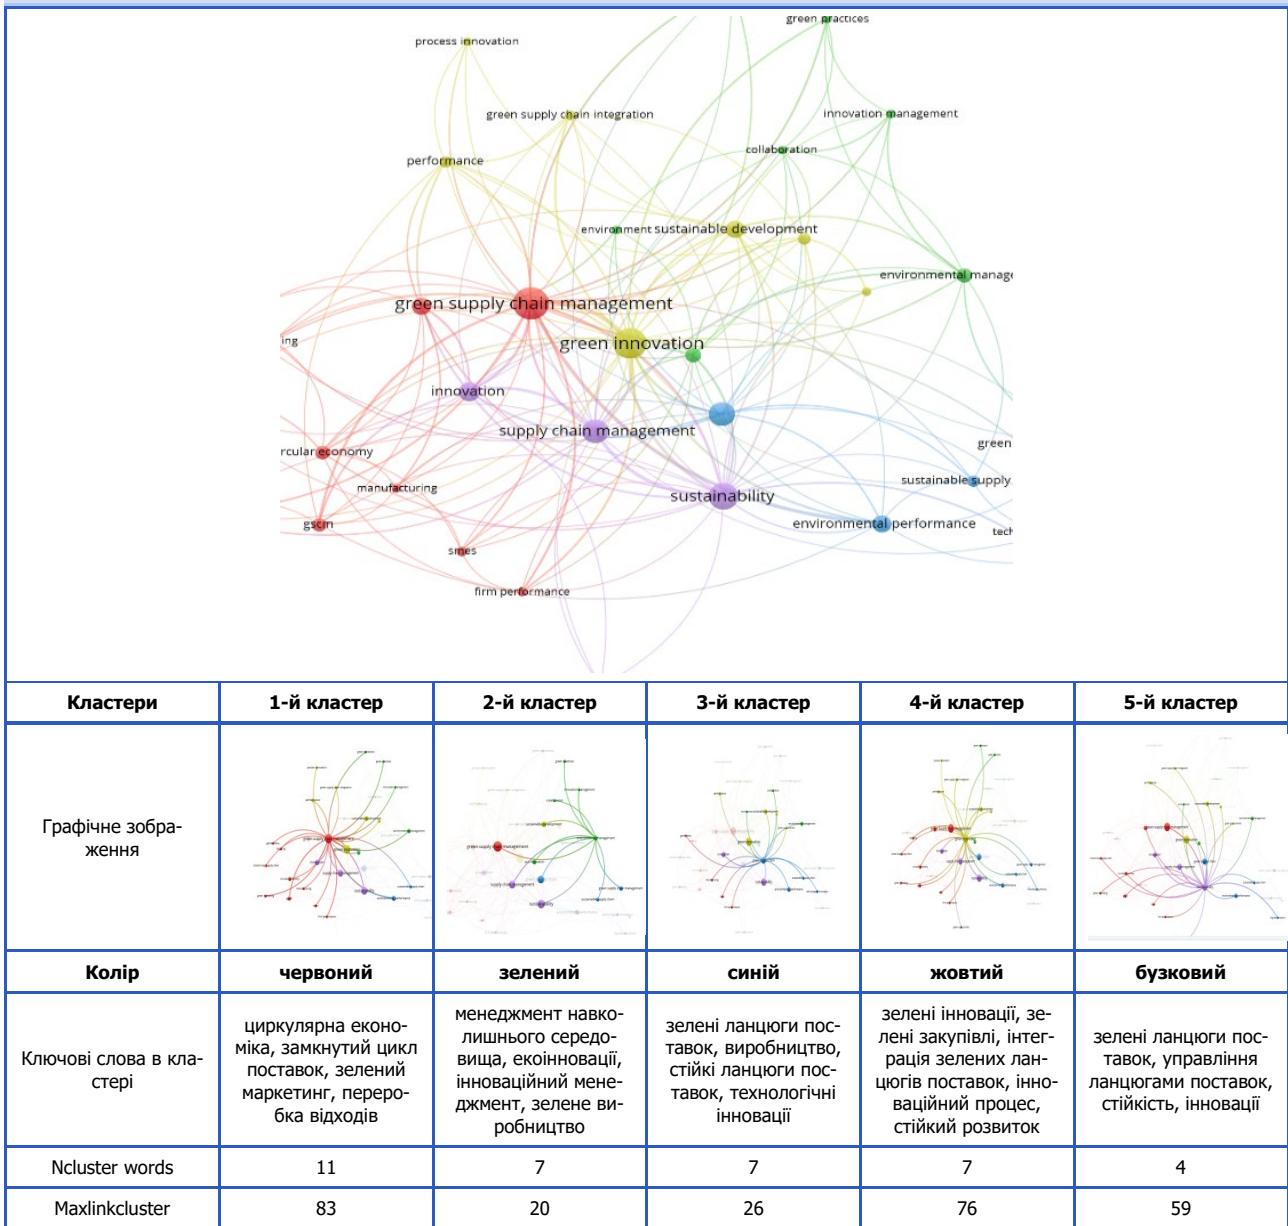 green practices
process innovation
green supply chain integration
innovation management
collaboration
performance
environment
sustainable development
environmental manage
green supply chain management
ing
green innovation
innovation
supply chain management
green
rcular economy
sustainable supply
manufacturing
sustainability
gscm
environmental performance
tech
smes
firm performance
Кластери
1-й кластер
2-й кластер
3-й кластер
4-й кластер
5-й кластер
Графічне зобра-
ження
Колір
червоний
зелений
синій
жовтий
бузковий
Ключові слова в кла-
стері
циркулярна еконо-
міка, замкнутий цикл
поставок, зелений
маркетинг, переро-
бка відходів
менеджмент навко-
лишнього середо-
вища, екоінновації,
інноваційний мене-
джмент, зелене ви-
робництво
зелені ланцюги пос-
тавок, виробництво,
стійкі ланцюги пос-
тавок, технологічні
інновації
зелені інновації, зе-
лені закупівлі, інтег-
рація зелених лан-
цюгів поставок, інно-
ваційний процес,
стійкий розвиток
зелені ланцюги пос-
тавок, управління
ланцюгами поставок,
стійкість, інновації
Ncluster words
11
7
7
7
4
Maxlinkcluster
83
20
26
76
59